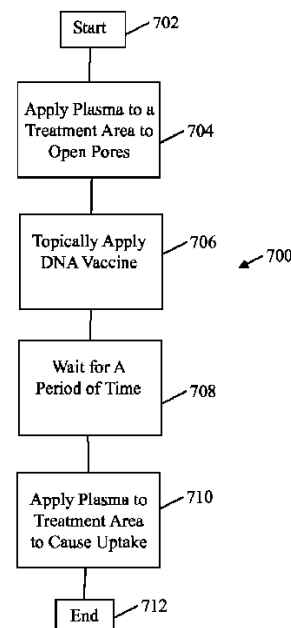 Start
702
Apply Plasma to a
Treatment Area to
Open Pores
704
Topically Apply
DNA Vaccine
706
700
Wait for A
Period of Time
708
Apply Plasma to
Treatment Area
to Cause Uptake
710
End
712